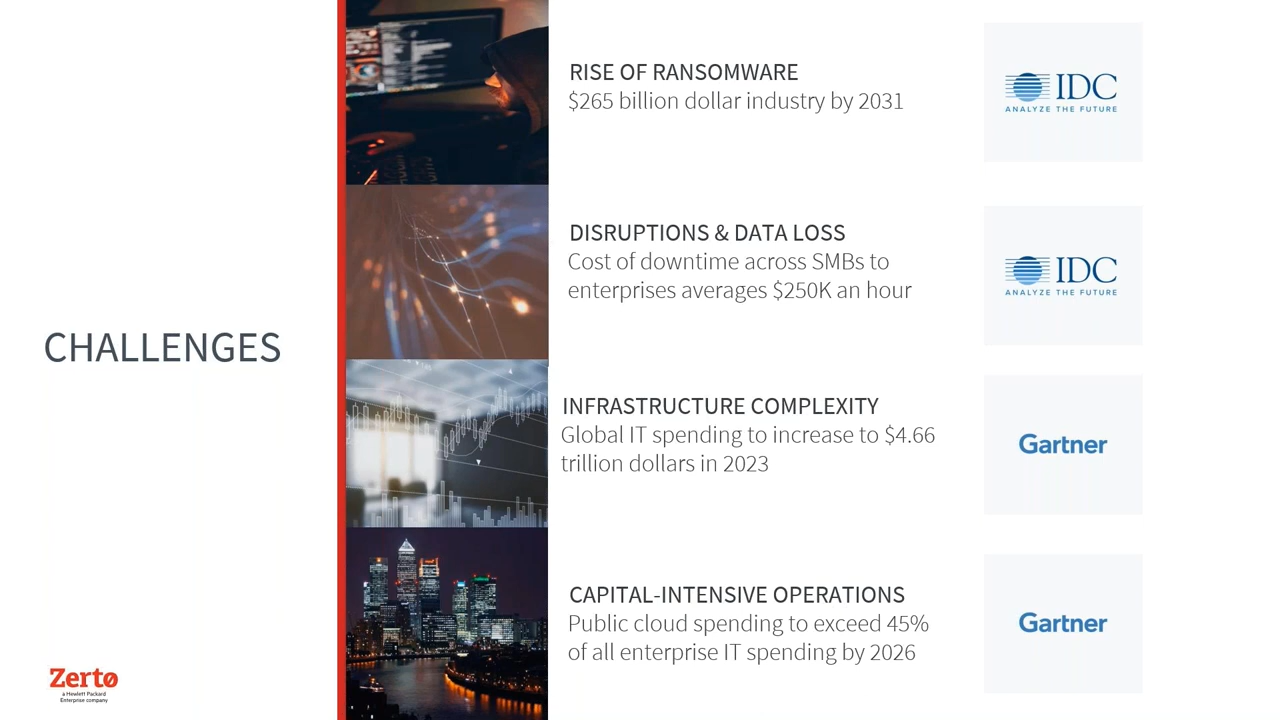 CHALLENGES
RISE OF RANSOMWARE
$265 billion dollar industry by 2031
IDC
ANALYZE THE FUTURE
DISRUPTIONS & DATA LOSS
Cost of downtime across SMBs to
enterprises averages $250K an hour
IDC
ANALYZE THE FUTURE
INFRASTRUCTURE COMPLEXITY
Global IT spending to increase to $4.66
trillion dollars in 2023
Gartner
CAPITAL-INTENSIVE OPERATIONS
Public cloud spending to exceed 45%
of all enterprise IT spending by 2026
Gartner
Zerto
a Hewlett Packard
Enterprise company